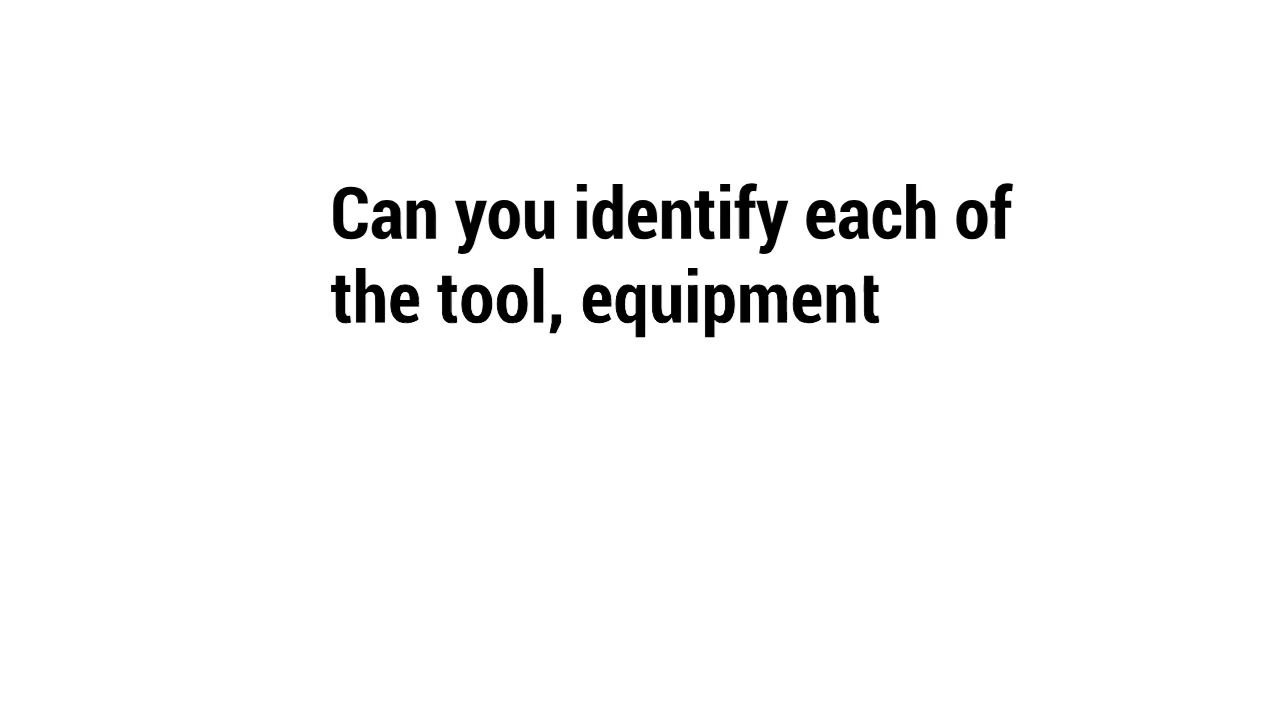 Can you identify each of
the tool, equipment